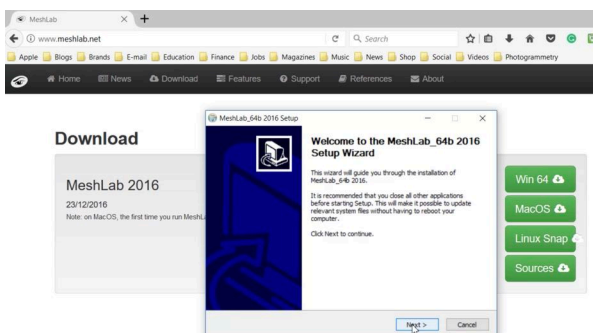 MeshLab
www.meshlab.net
Search
Apple Blogs Brands E-mail Education Finance Jobs Magazines Music News Shop Social Videos Photogrammetry
Home News Download Features Support References About
Download
MeshLab 2016
23/12/2016
Note: on MacOS, the first time you run MeshL
MeshLab_64b 2016 Setup
Welcome to the MeshLab_64b 2016
Setup Wizard
This wizard will guide you through the installation of
MeshLab_64b 2016.
It is recommended that you close all other applications
before starting Setup. This will make it possible to update
relevant system files without having to reboot your
computer.
Click Next to continue.
Next > Cancel
Win 64
MacOS
Linux Snap
Sources